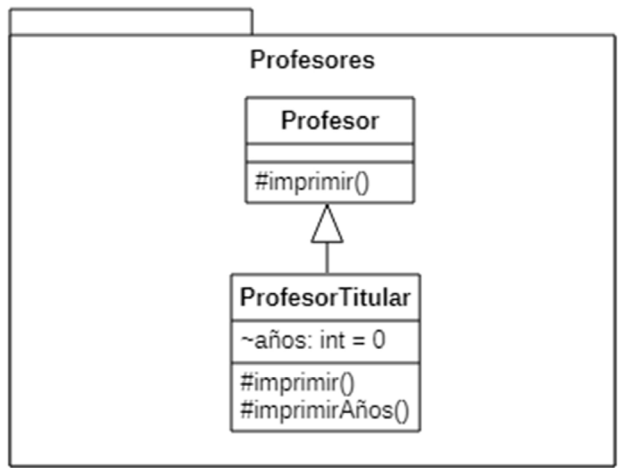 Profesores
Profesor
#imprimir()
ProfesorTitular
~años: int = 0
#imprimir()
#imprimirAños()